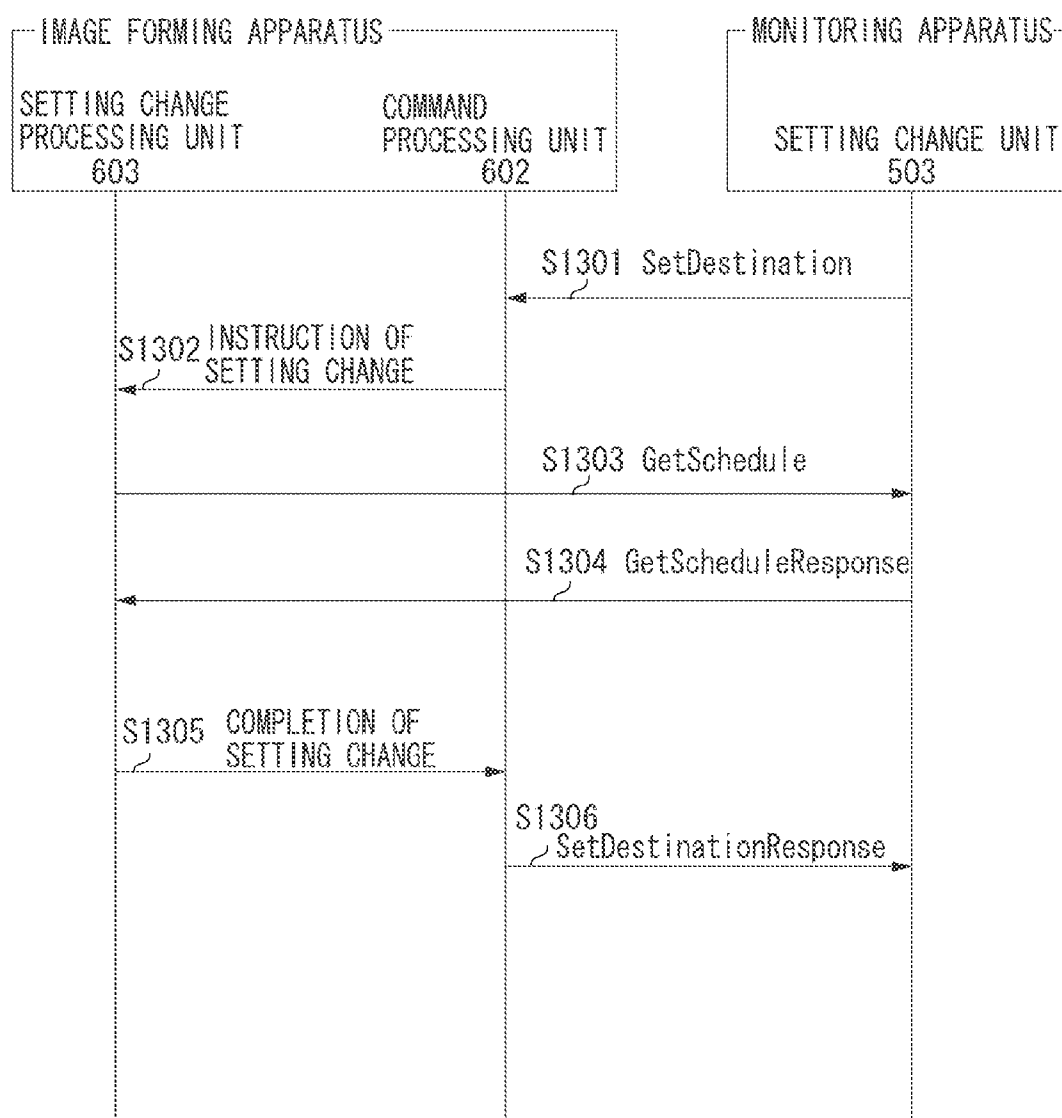 IMAGE FORMING APPARATUS
MONITORING APPARATUS
SETTING CHANGE
PROCESSING UNIT
603
COMMAND
PROCESSING UNIT
602
SETTING CHANGE UNIT
503
S1301 SetDestination
S1302
INSTRUCTION OF
SETTING CHANGE
S1303 GetSchedule
S1304 GetScheduleResponse
S1305
COMPLETION OF
SETTING CHANGE
S1306
SetDestinationResponse